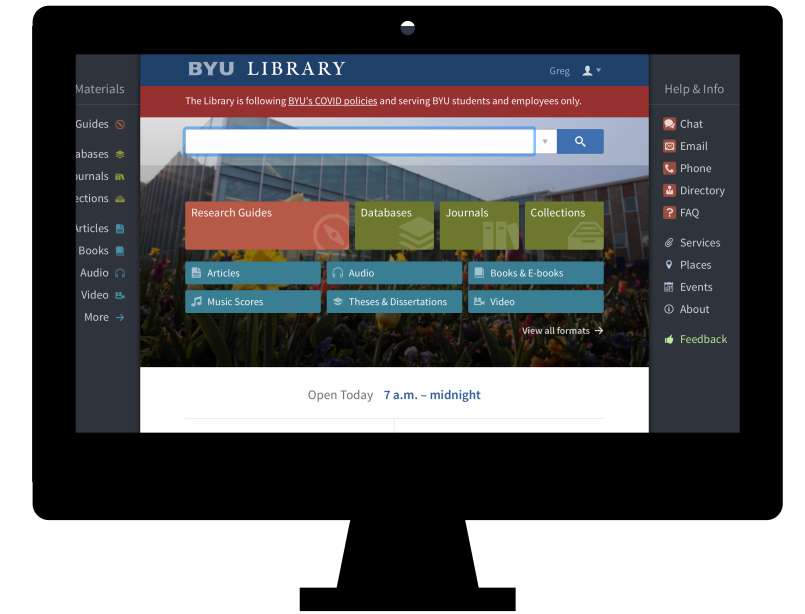 BYU LIBRARY
Greg
The Library is following BYU's COVID policies and serving BYU students and employees only.
Materials
Guides
abases
urnals
ections
Articles
Books
Audio
Video
More
Research Guides
Databases
Journals
Collections
Articles
Audio
Books & E-books
Music Scores
Theses & Dissertations
Video
View all formats
Open Today 7 a.m. – midnight
Help & Info
Chat
Email
Phone
Directory
FAQ
Services
Places
Events
About
Feedback